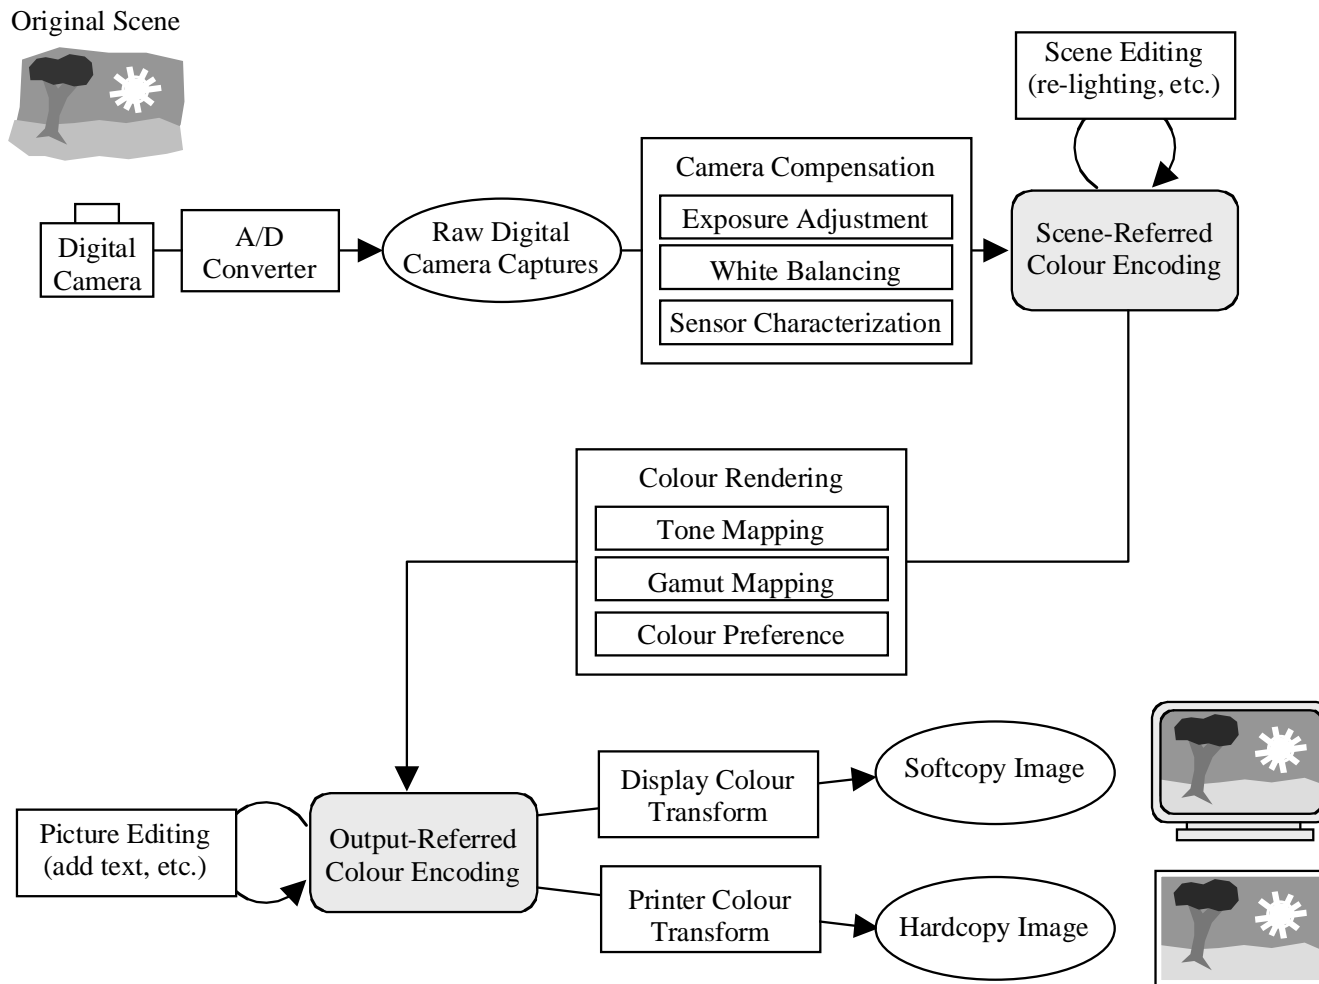 Original Scene
Scene Editing
(re-lighting, etc.)
Digital
Camera
A/D
Converter
Raw Digital
Camera Captures
Camera Compensation
Exposure Adjustment
White Balancing
Sensor Characterization
Scene-Referred
Colour Encoding
Colour Rendering
Tone Mapping
Gamut Mapping
Colour Preference
Picture Editing
(add text, etc.)
Output-Referred
Colour Encoding
Display Colour
Transform
Softcopy Image
Printer Colour
Transform
Hardcopy Image